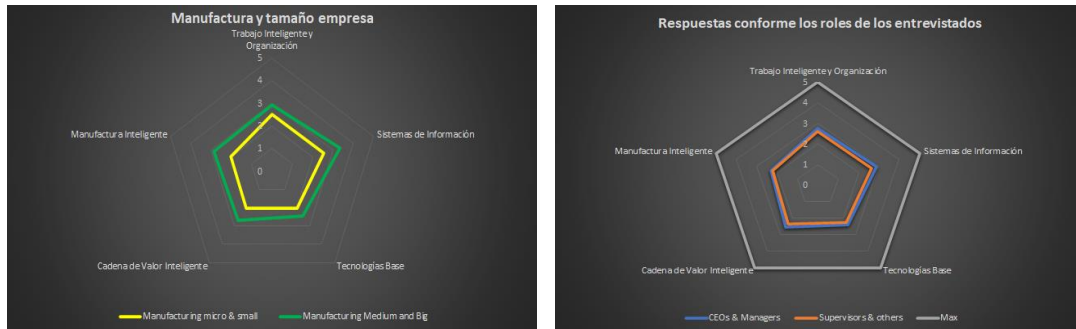 Manufactura y tamaño empresa
Trabajo Inteligente y
Organización
5
4
3
2
1
0
Manufactura Inteligente
Sistemas de Información
Cadena de Valor Inteligente
Tecnologías Base
Manufacturing micro & small
Manufacturing Medium and Big
Respuestas conforme los roles de los entrevistados
Trabajo Inteligente y Organización
5
4
3
2
1
0
Manufactura Inteligente
Sistemas de Información
Cadena de Valor Inteligente
Tecnologías Base
CEOs & Managers
Supervisors & others
Max